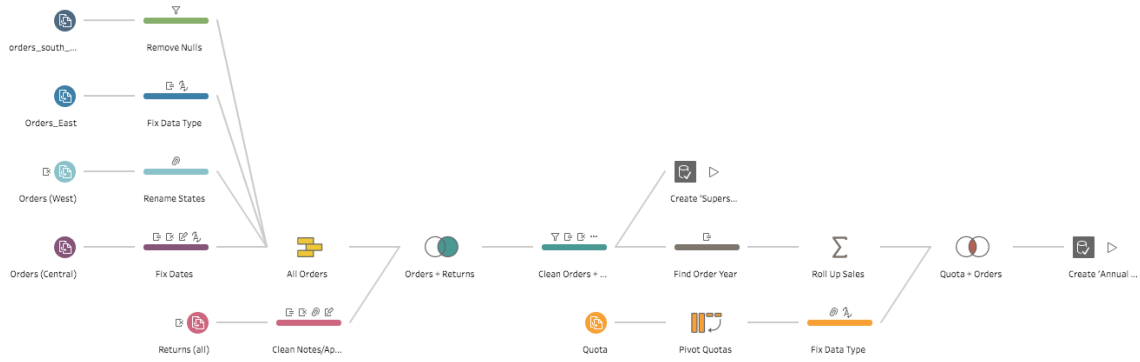 orders_south_...
Remove Nulls
Orders_East
Fix Data Type
Create 'Supers...
Orders (West)
Rename States
Orders (Central)
Fix Dates
All Orders
Orders + Returns
Clean Orders + ...
Find Order Year
Roll Up Sales
Quota + Orders
Create 'Annual ...
Returns (all)
Clean Notes/Ap...
Quota
Pivot Quotas
Fix Data Type